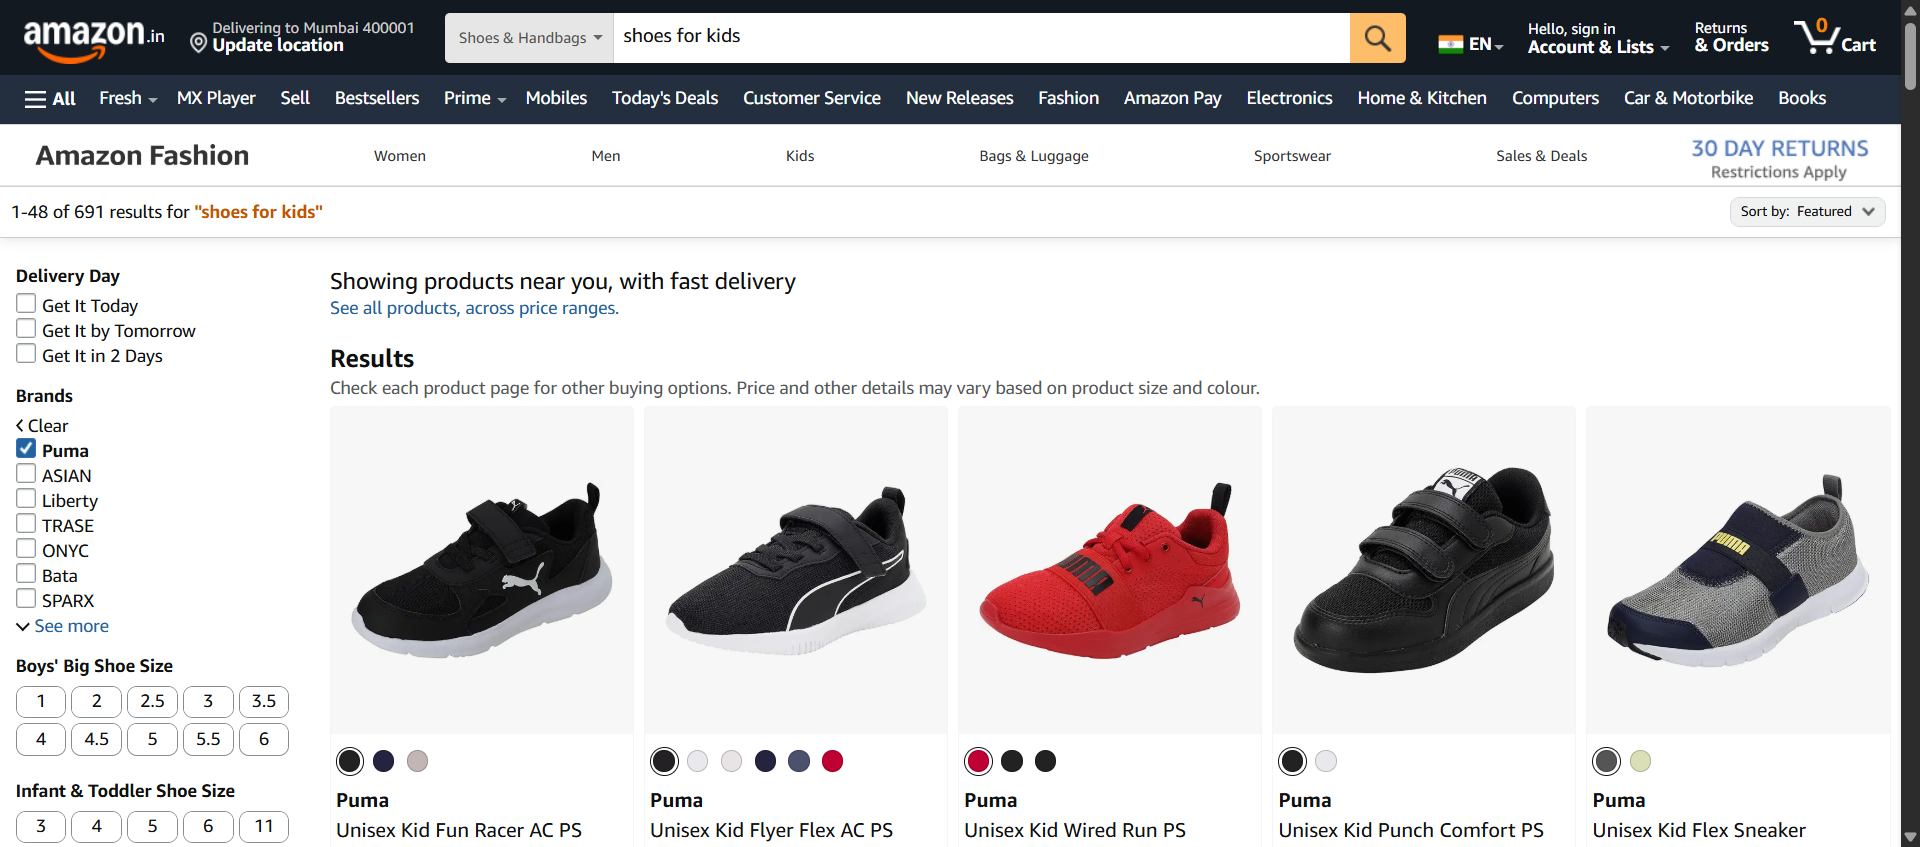 amazon.in
Delivering to Mumbai 400001
Update location
Shoes & Handbags
shoes for kids
EN
Hello, sign in
Account & Lists
Returns
& Orders
0
Cart
All
Fresh
MX Player
Sell
Bestsellers
Prime
Mobiles
Today's Deals
Customer Service
New Releases
Fashion
Amazon Pay
Electronics
Home & Kitchen
Computers
Car & Motorbike
Books
Amazon Fashion
Women
Men
Kids
Bags & Luggage
Sportswear
Sales & Deals
30 DAY RETURNS
Restrictions Apply
1-48 of 691 results for "shoes for kids"
Sort by: Featured
Delivery Day
Get It Today
Get It by Tomorrow
Get It in 2 Days
Brands
Clear
Puma
ASIAN
Liberty
TRASE
ONYC
Bata
SPARX
See more
Boys' Big Shoe Size
1 2 2.5 3 3.5
4 4.5 5 5.5 6
Infant & Toddler Shoe Size
3 4 5 6 11
Showing products near you, with fast delivery
See all products, across price ranges.
Results
Check each product page for other buying options. Price and other details may vary based on product size and colour.
PUMA
PUMA
PUMA
Puma
Unisex Kid Fun Racer AC PS
Puma
Unisex Kid Flyer Flex AC PS
Puma
Unisex Kid Wired Run PS
Puma
Unisex Kid Punch Comfort PS
Puma
Unisex Kid Flex Sneaker